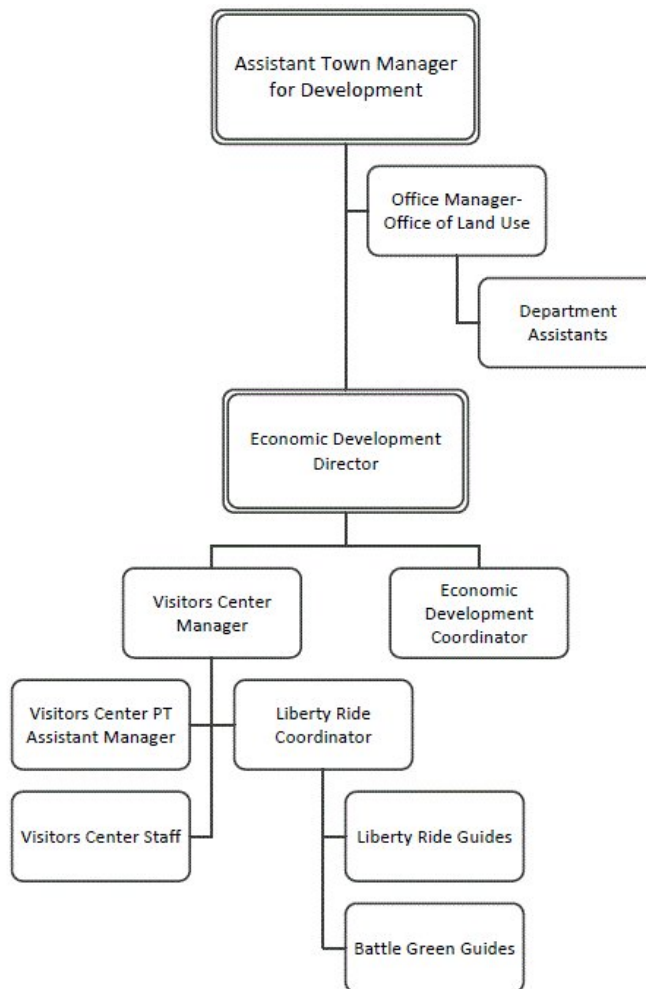 Assistant Town Manager
for Development
Office Manager-
Office of Land Use
Department
Assistants
Economic Development
Director
Visitors Center
Manager
Economic
Development
Coordinator
Visitors Center PT
Assistant Manager
Liberty Ride
Coordinator
Visitors Center Staff
Liberty Ride Guides
Battle Green Guides